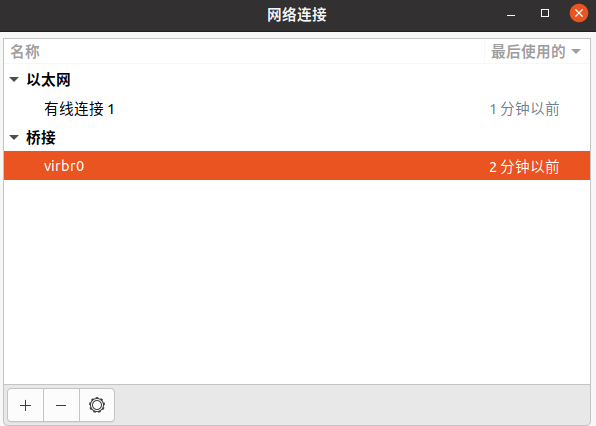 网络连接
名称 最后使用的
以太网
有线连接 1 1 分钟以前
桥接
virbr0 2 分钟以前